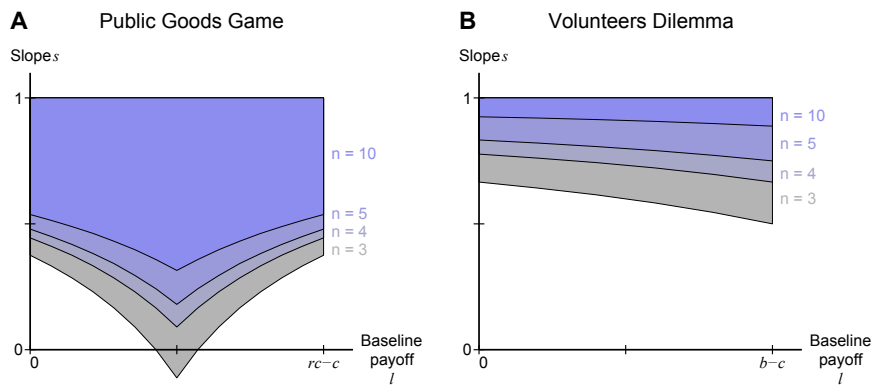 A
Public Goods Game
Slope s
1
n = 10
n = 5
n = 4
n = 3
0
0
rc−c
Baseline
payoff
l
B
Volunteers Dilemma
Slope s
1
n = 10
n = 5
n = 4
n = 3
0
0
b−c
Baseline
payoff
l